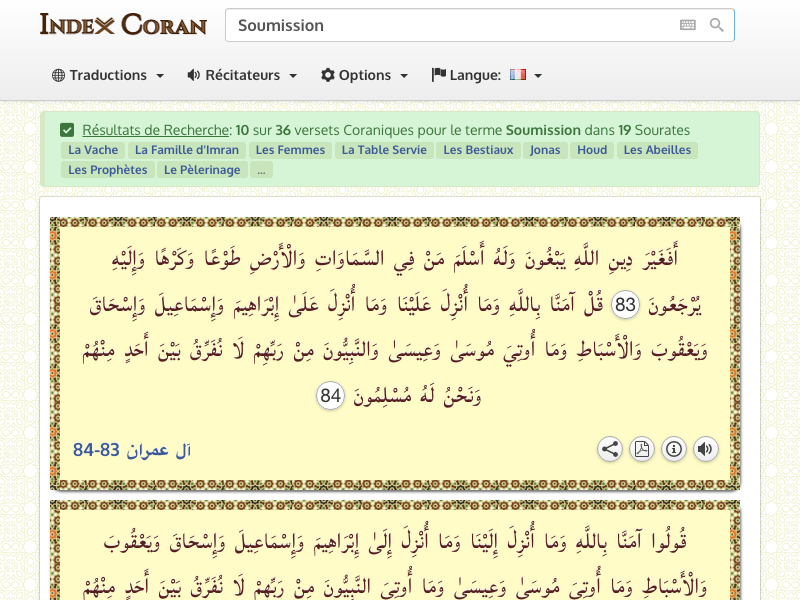 Index Coran
Soumission
Traductions
Récitateurs
Options
Langue:
Résultats de Recherche: 10 sur 36 versets Coraniques pour le terme Soumission dans 19 Sourates
La Vache La Famille d'Imran Les Femmes La Table Servie Les Bestiaux Jonas Houd Les Abeilles
Les Prophètes Le Pèlerinage ...
أَفَغَيْرَ دِينِ اللَّهِ يَبْغُونَ وَلَهُ أَسْلَمَ مَنْ فِي السَّمَاوَاتِ وَالْأَرْضِ طَوْعًا وَكَرْهًا وَإِلَيْهِ
يُرْجَعُونَ 83 قُلْ آمَنَّا بِاللَّهِ وَمَا أُنْزِلَ عَلَيْنَا وَمَا أُنْزِلَ عَلَىٰ إِبْرَاهِيمَ وَإِسْمَاعِيلَ وَإِسْحَاقَ
وَيَعْقُوبَ وَالْأَسْبَاطِ وَمَا أُوتِيَ مُوسَىٰ وَعِيسَىٰ وَالنَّبِيُّونَ مِنْ رَبِّهِمْ لَا نُفَرِّقُ بَيْنَ أَحَدٍ مِنْهُمْ
وَنَحْنُ لَهُ مُسْلِمُونَ 84
آل عمران 83-84
قُولُوا آمَنَّا بِاللَّهِ وَمَا أُنْزِلَ إِلَيْنَا وَمَا أُنْزِلَ إِلَىٰ إِبْرَاهِيمَ وَإِسْمَاعِيلَ وَإِسْحَاقَ وَيَعْقُوبَ
وَالْأَسْبَاطِ وَمَا أُوتِيَ مُوسَىٰ وَعِيسَىٰ وَمَا أُوتِيَ النَّبِيُّونَ مِنْ رَبِّهِمْ لَا نُفَرِّقُ بَيْنَ أَحَدٍ مِنْهُمْ